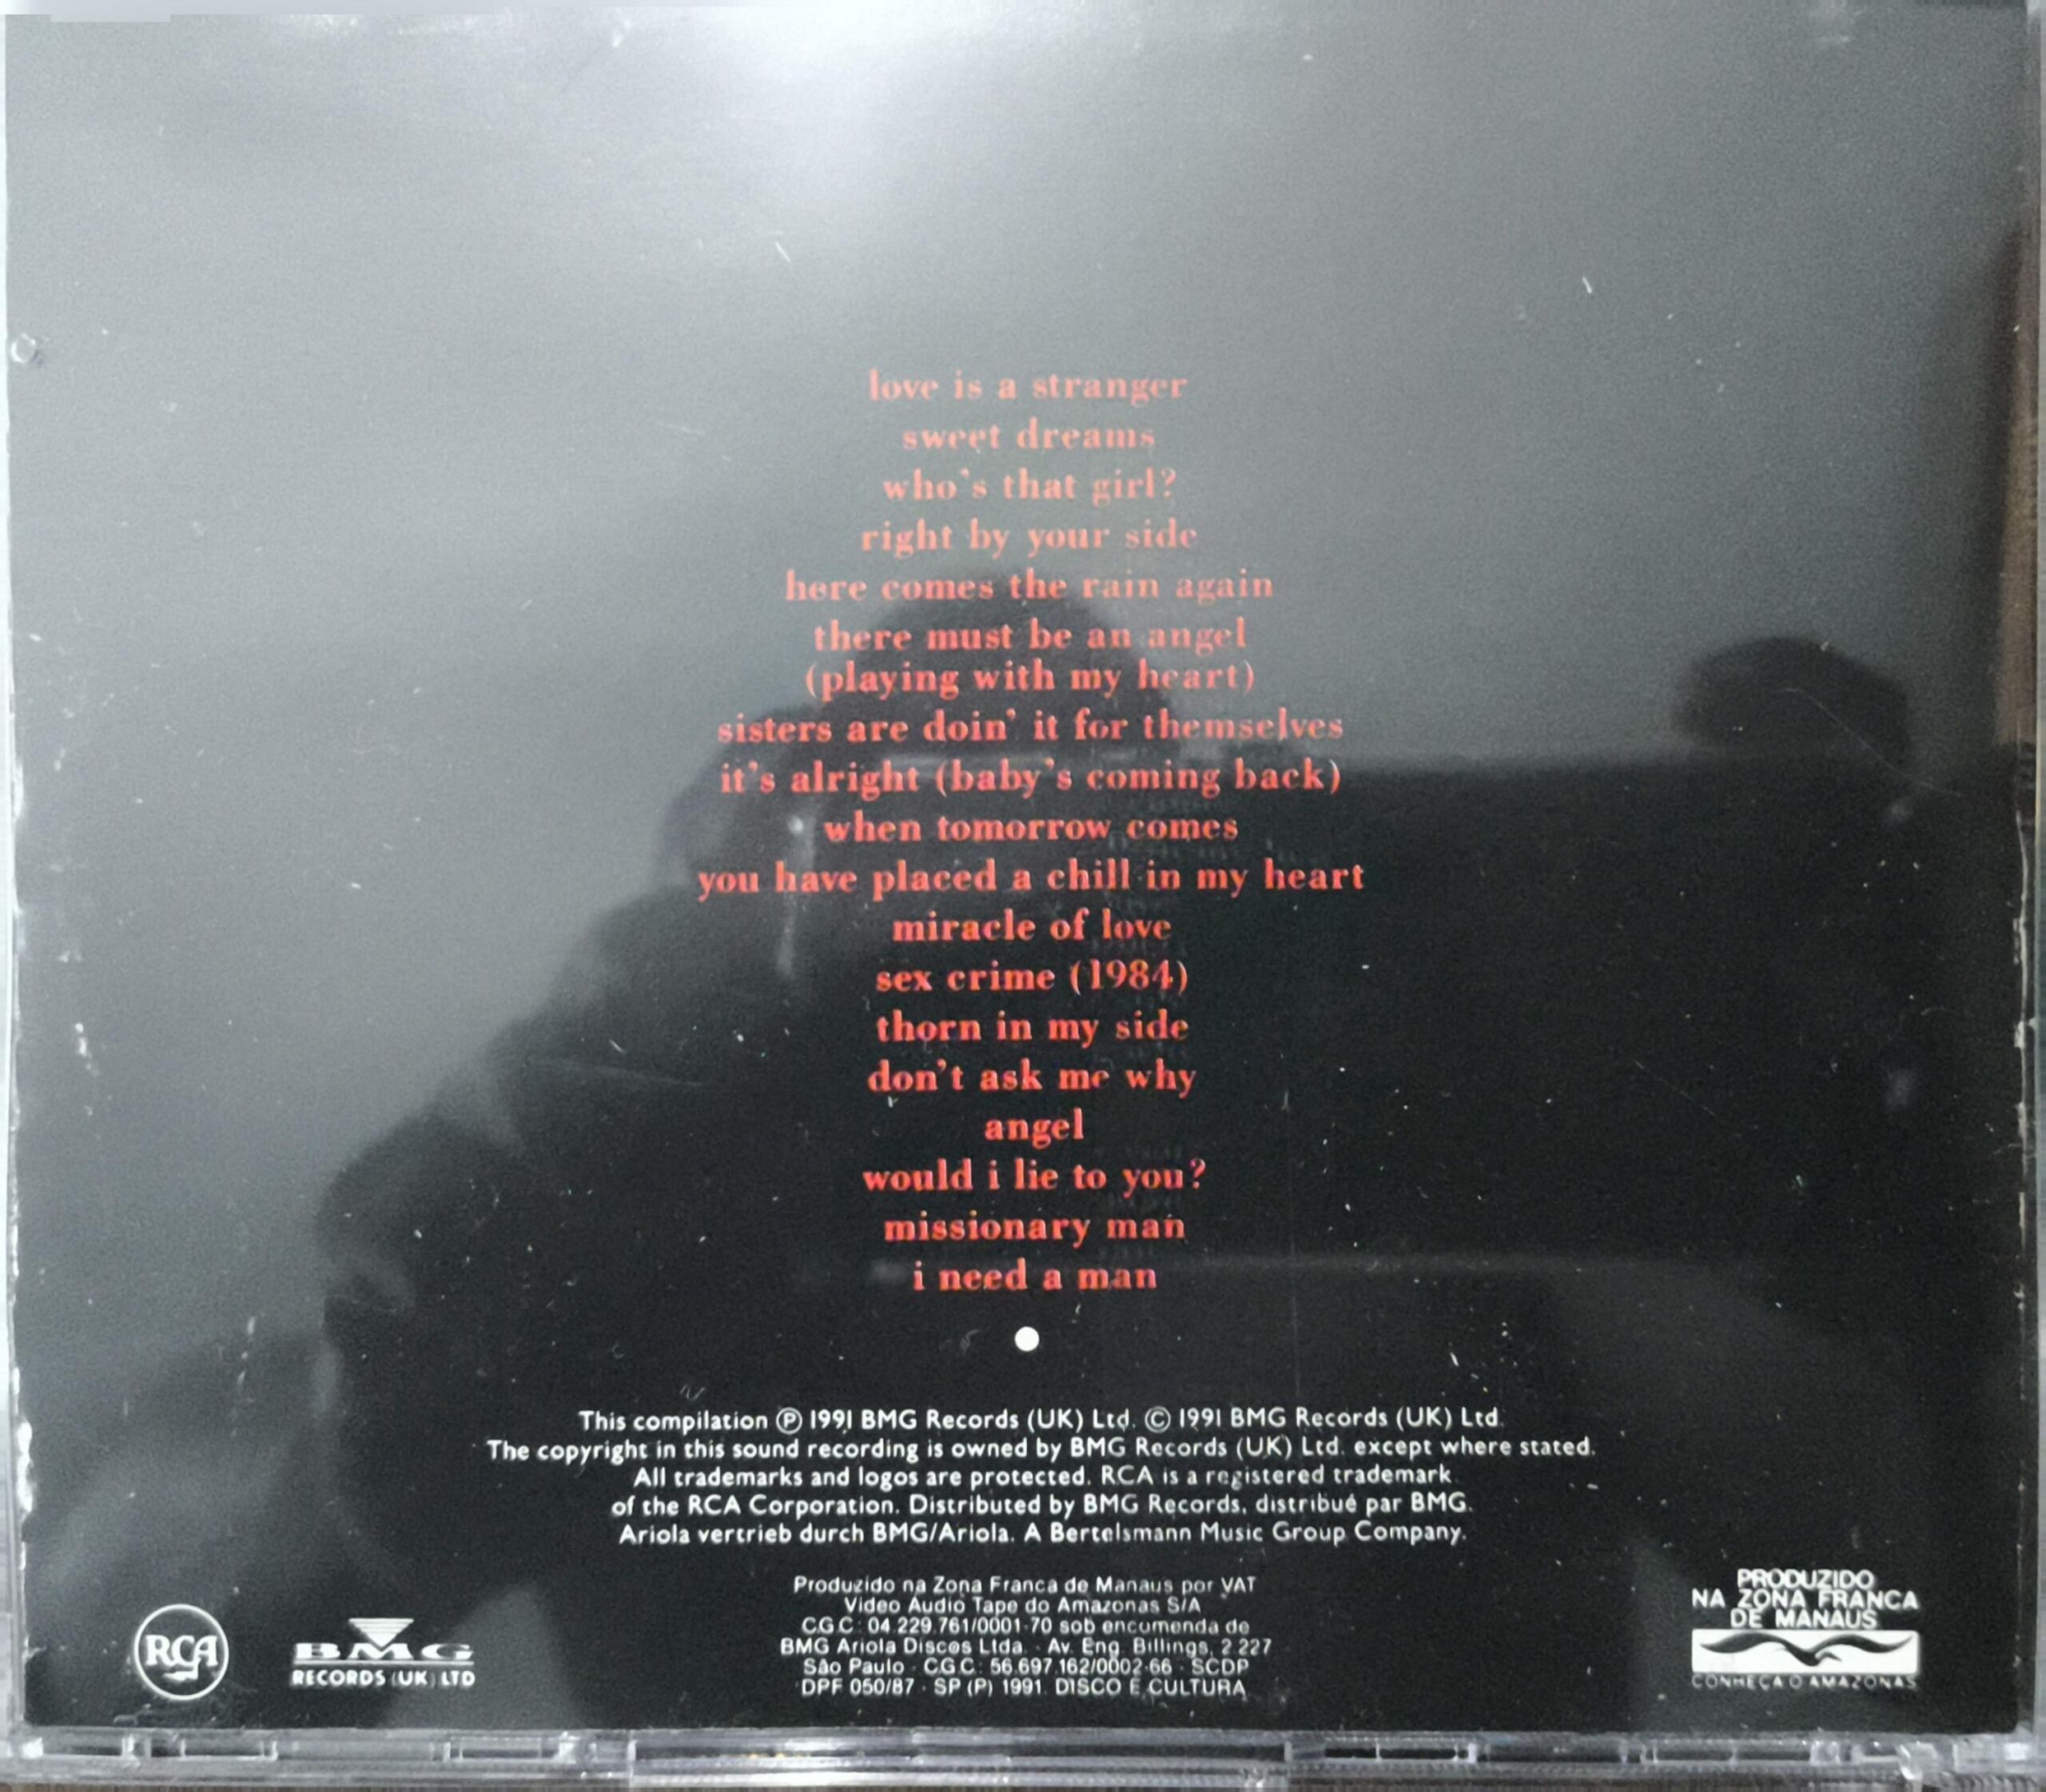 love is a stranger
sweet dreams
who's that girl?
right by your side
here comes the rain again
there must be an angel
(playing with my heart)
sisters are doin' it for themselves
it's alright (baby's coming back)
when tomorrow comes
you have placed a chill in my heart
miracle of love
sex crime (1984)
thorn in my side
don't ask me why
angel
would i lie to you?
missionary man
i need a man
This compilation ℗ 1991 BMG Records (UK) Ltd. © 1991 BMG Records (UK) Ltd.
The copyright in this sound recording is owned by BMG Records (UK) Ltd. except where stated.
All trademarks and logos are protected. RCA is a registered trademark
of the RCA Corporation. Distributed by BMG Records, distribué par BMG.
Ariola vertrieb durch BMG/Ariola. A Bertelsmann Music Group Company.
Produzido na Zona Franca de Manaus por VAT
Video Audio Tape do Amazonas S/A
C.G.C: 04.229.761/0001-70 sob encomenda de
BMG Ariola Discos Ltda. - Av. Eng. Billings, 2.227
São Paulo - C.G.C.: 56.697.162/0002-66 - SCDP
DPF 050/87 - SP (P) 1991 DISCO É CULTURA
RCA
BMG
RECORDS (UK) LTD
PRODUZIDO
NA ZONA FRANCA
DE MANAUS
CONHEÇA O AMAZONAS